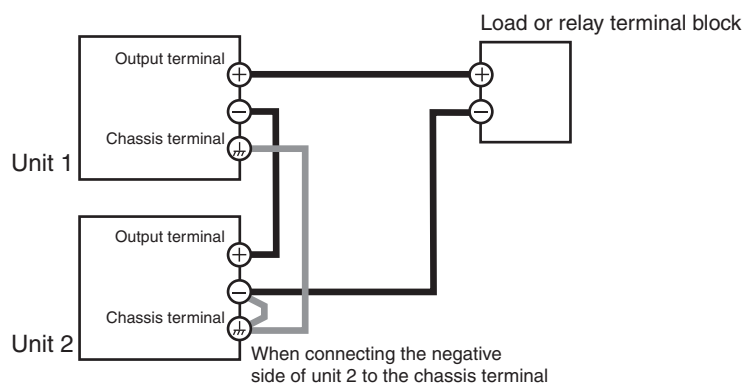 Load or relay terminal block
Output terminal
+
+
−
−
Chassis terminal
Unit 1
Output terminal
+
−
Chassis terminal
Unit 2
When connecting the negative
side of unit 2 to the chassis terminal